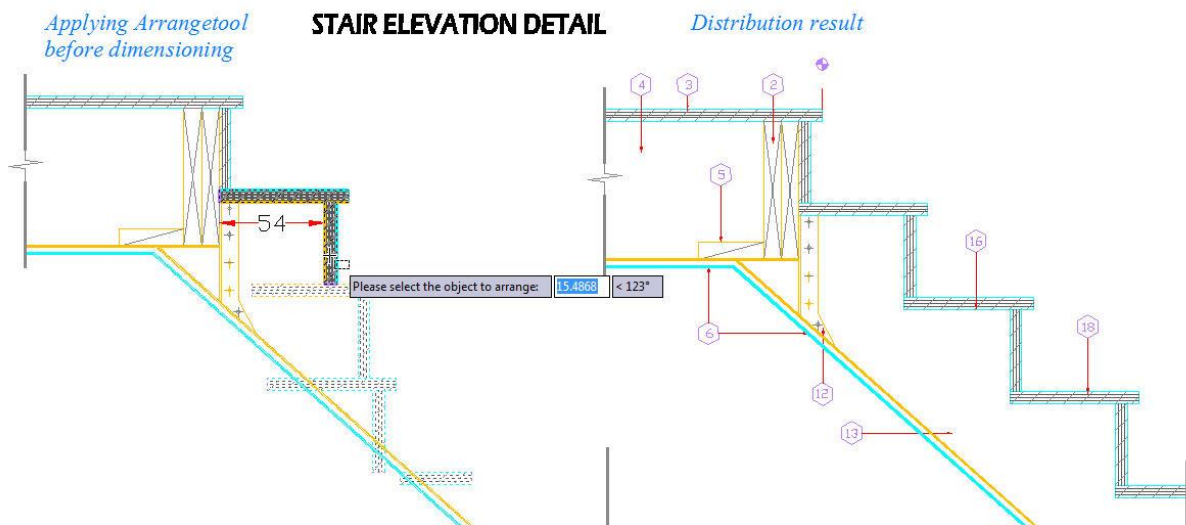 Applying Arrangetool
before dimensioning
STAIR ELEVATION DETAIL
Distribution result
4
3
2
5
54
16
Please select the object to arrange: 15.4868 < 123°
6
18
12
13